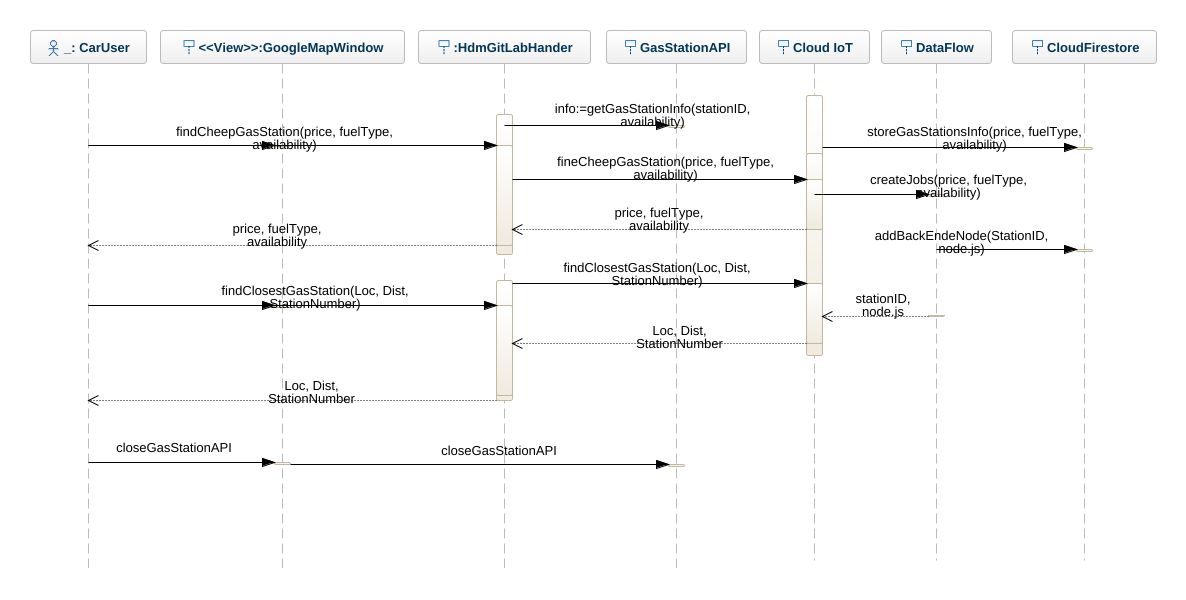 _: CarUser
<<View>>:GoogleMapWindow
:HdmGitLabHander
GasStationAPI
Cloud IoT
DataFlow
CloudFirestore
info:=getGasStationInfo(stationID,
availability)
findCheepGasStation(price, fuelType,
availability)
storeGasStationsInfo(price, fuelType,
availability)
fineCheepGasStation(price, fuelType,
availability)
createJobs(price, fuelType,
availability)
price, fuelType,
availability
price, fuelType,
availability
addBackEndeNode(StationID,
node.js)
findClosestGasStation(Loc, Dist,
StationNumber)
findClosestGasStation(Loc, Dist,
StationNumber)
stationID,
node.js
Loc, Dist,
StationNumber
Loc, Dist,
StationNumber
closeGasStationAPI
closeGasStationAPI